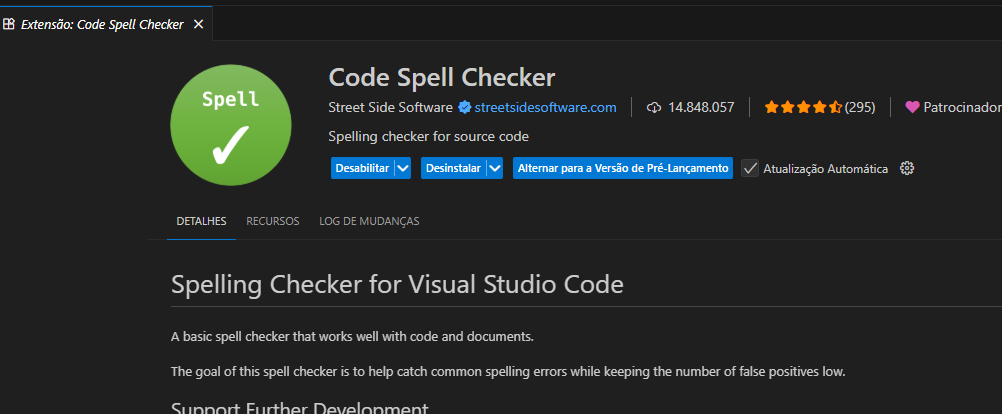 Extensão: Code Spell Checker
Spell
Code Spell Checker
Street Side Software streetsidesoftware.com 14.848.057 (295) Patrocinador
Spelling checker for source code
Desabilitar Desinstalar Alternar para a Versão de Pré-Lançamento Atualização Automática
DETALHES RECURSOS LOG DE MUDANÇAS
Spelling Checker for Visual Studio Code
A basic spell checker that works well with code and documents.
The goal of this spell checker is to help catch common spelling errors while keeping the number of false positives low.
Support Further Development